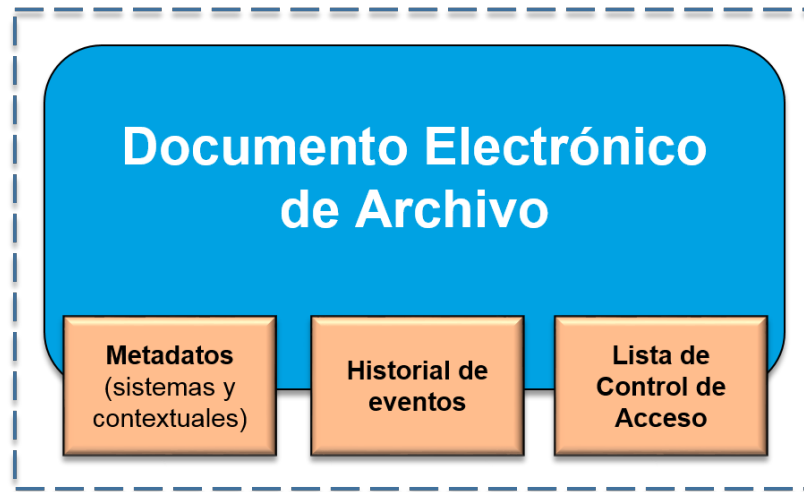 Documento Electrónico
de Archivo
Metadatos
(sistemas y
contextuales)
Historial de
eventos
Lista de
Control de
Acceso